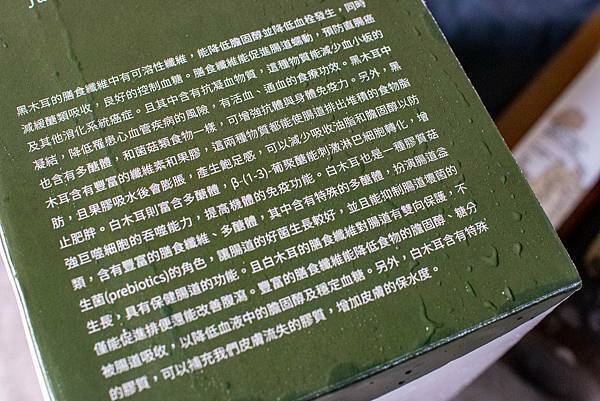 黑木耳的膳食纖維中有可溶性纖維，能降低膽固醇並降低血栓發生，同時
減緩醣類吸收，良好的控制血糖。膳食纖維能促進腸道蠕動，預防直腸癌
及其他消化系統癌症。且其中含有抗凝血物質，這種物質能減少血小板的
凝結，降低罹患心血管疾病的風險，有活血、通血的食療功效。黑木耳中
也含有多醣體，和菌菇類食物一樣，可增強抗體與身體免疫力。另外，黑
木耳含有豐富的纖維素和果膠，這兩種物質都能使腸道排出堆積的食物脂
肪，且果膠吸水後會膨脹，產生飽足感，可以減少吸收油脂和膽固醇以防
止肥胖。白木耳則富含多醣體，β-(1-3)-葡聚醣能刺激淋巴細胞轉化，增
強巨噬細胞的吞噬能力，提高機體的免疫功能。白木耳也是一種膠質菇
類，含有豐富的膳食纖維、多醣體，其中含有特殊的多醣體，扮演腸道益
生菌(prebiotics)的角色，讓腸道的好菌生長較好，並且能抑制腸道壞菌的
生長，具有保健腸道的功能。且白木耳的膳食纖維對腸道有雙向保護，不
僅能促進排便還能改善腹瀉。豐富的膳食纖維能降低食物的膽固醇、糖分
被腸道吸收，以降低血液中的膽固醇及穩定血糖。另外，白木耳含有特殊
的膠質，可以補充我們皮膚流失的膠質，增加皮膚的保水度。